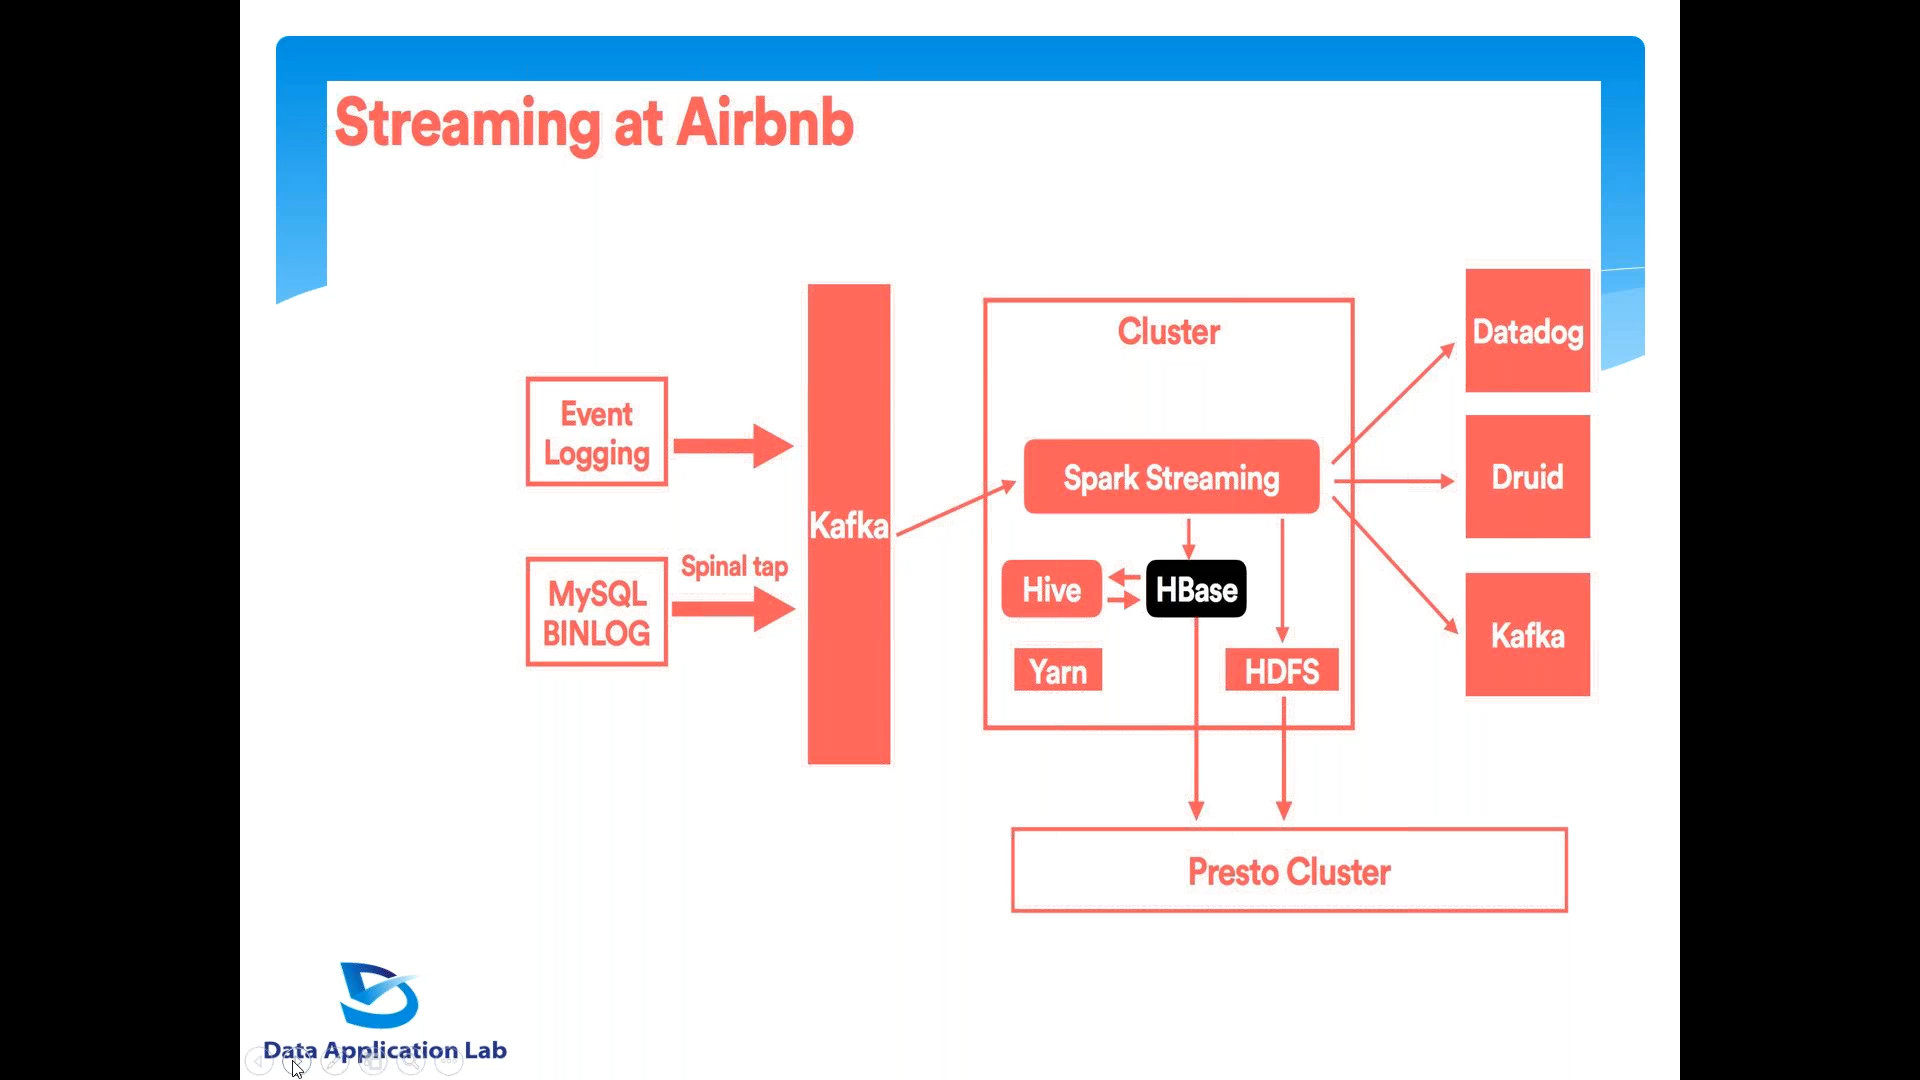 Streaming at Airbnb
Event
Logging
MySQL
BINLOG
Spinal tap
Kafka
Cluster
Spark Streaming
Hive
HBase
Yarn
HDFS
Datadog
Druid
Kafka
Presto Cluster
Data Application Lab